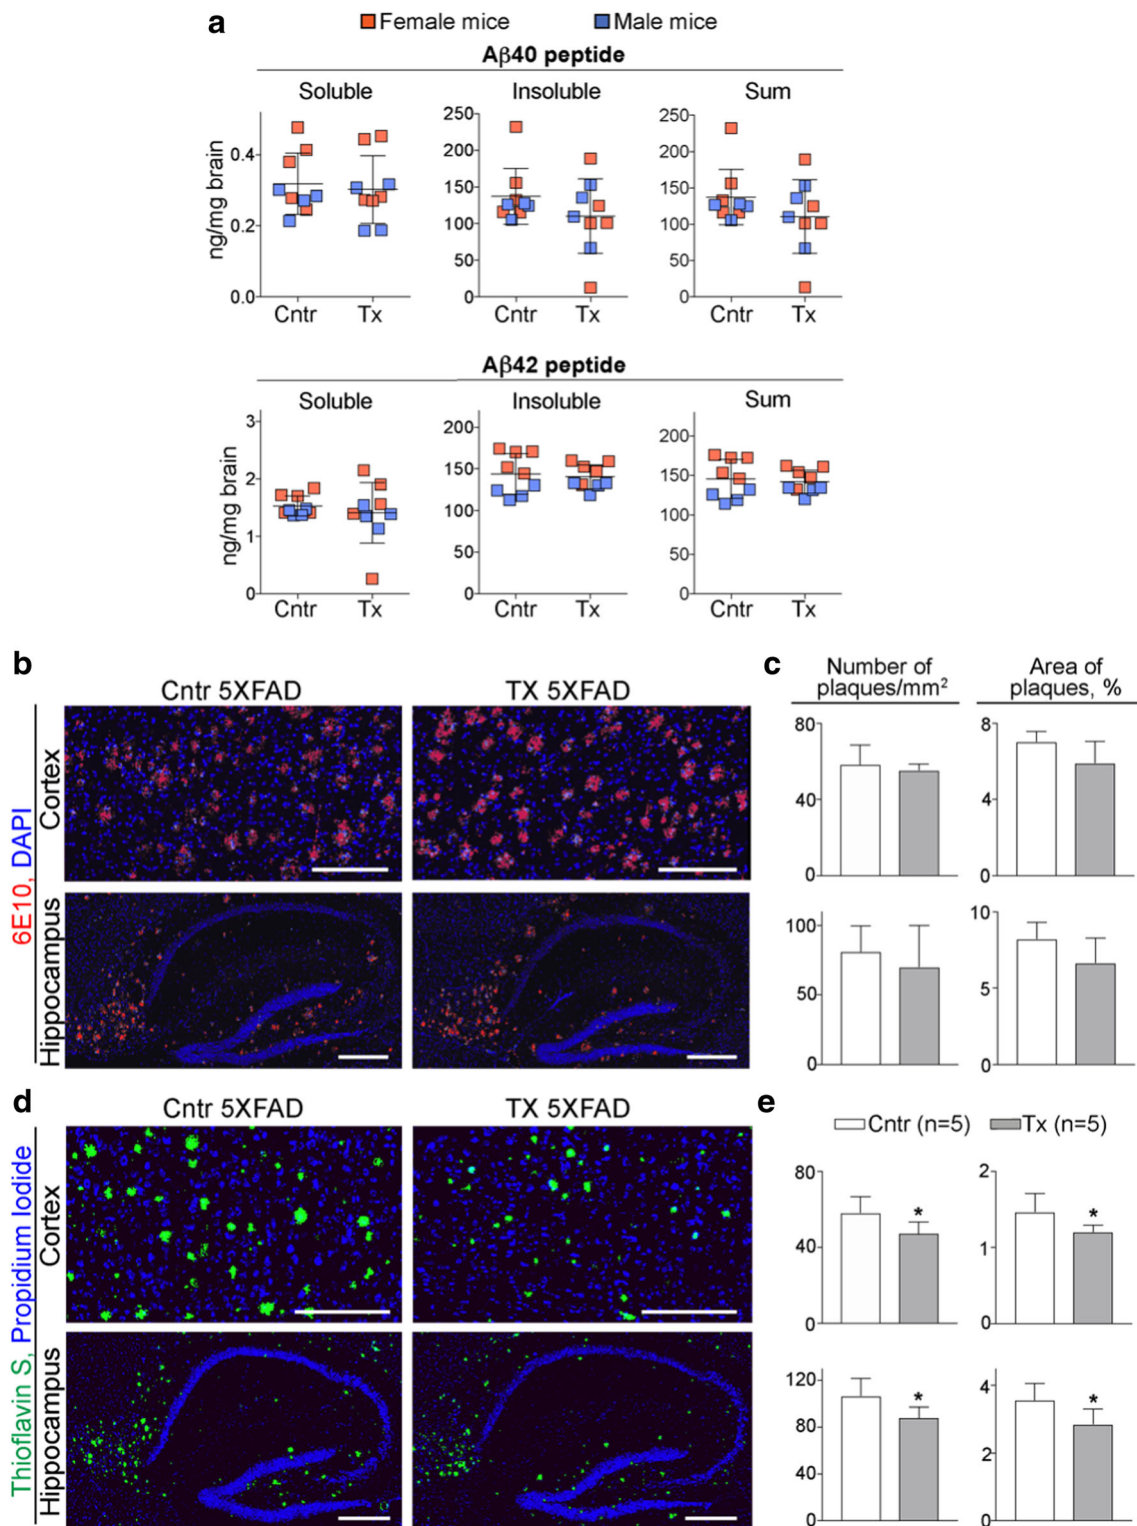 a
Female mice Male mice
Aβ40 peptide
Soluble Insoluble Sum
ng/mg brain
0.4
0.2
0.0
250
200
150
100
50
0
250
200
150
100
50
0
Cntr Tx Cntr Tx Cntr Tx
Aβ42 peptide
Soluble Insoluble Sum
ng/mg brain
3
2
1
0
200
150
100
50
0
200
150
100
50
0
Cntr Tx Cntr Tx Cntr Tx
b
Cntr 5XFAD TX 5XFAD
6E10, DAPI
Cortex
Hippocampus
c
Number of
plaques/mm²
Area of
plaques, %
80
40
0
8
4
0
100
50
0
10
5
0
d
Cntr 5XFAD TX 5XFAD
Thioflavin S, Propidium Iodide
Cortex
Hippocampus
e
Cntr (n=5) Tx (n=5)
80
40
0
*
2
1
0
*
120
80
40
0
*
4
2
0
*